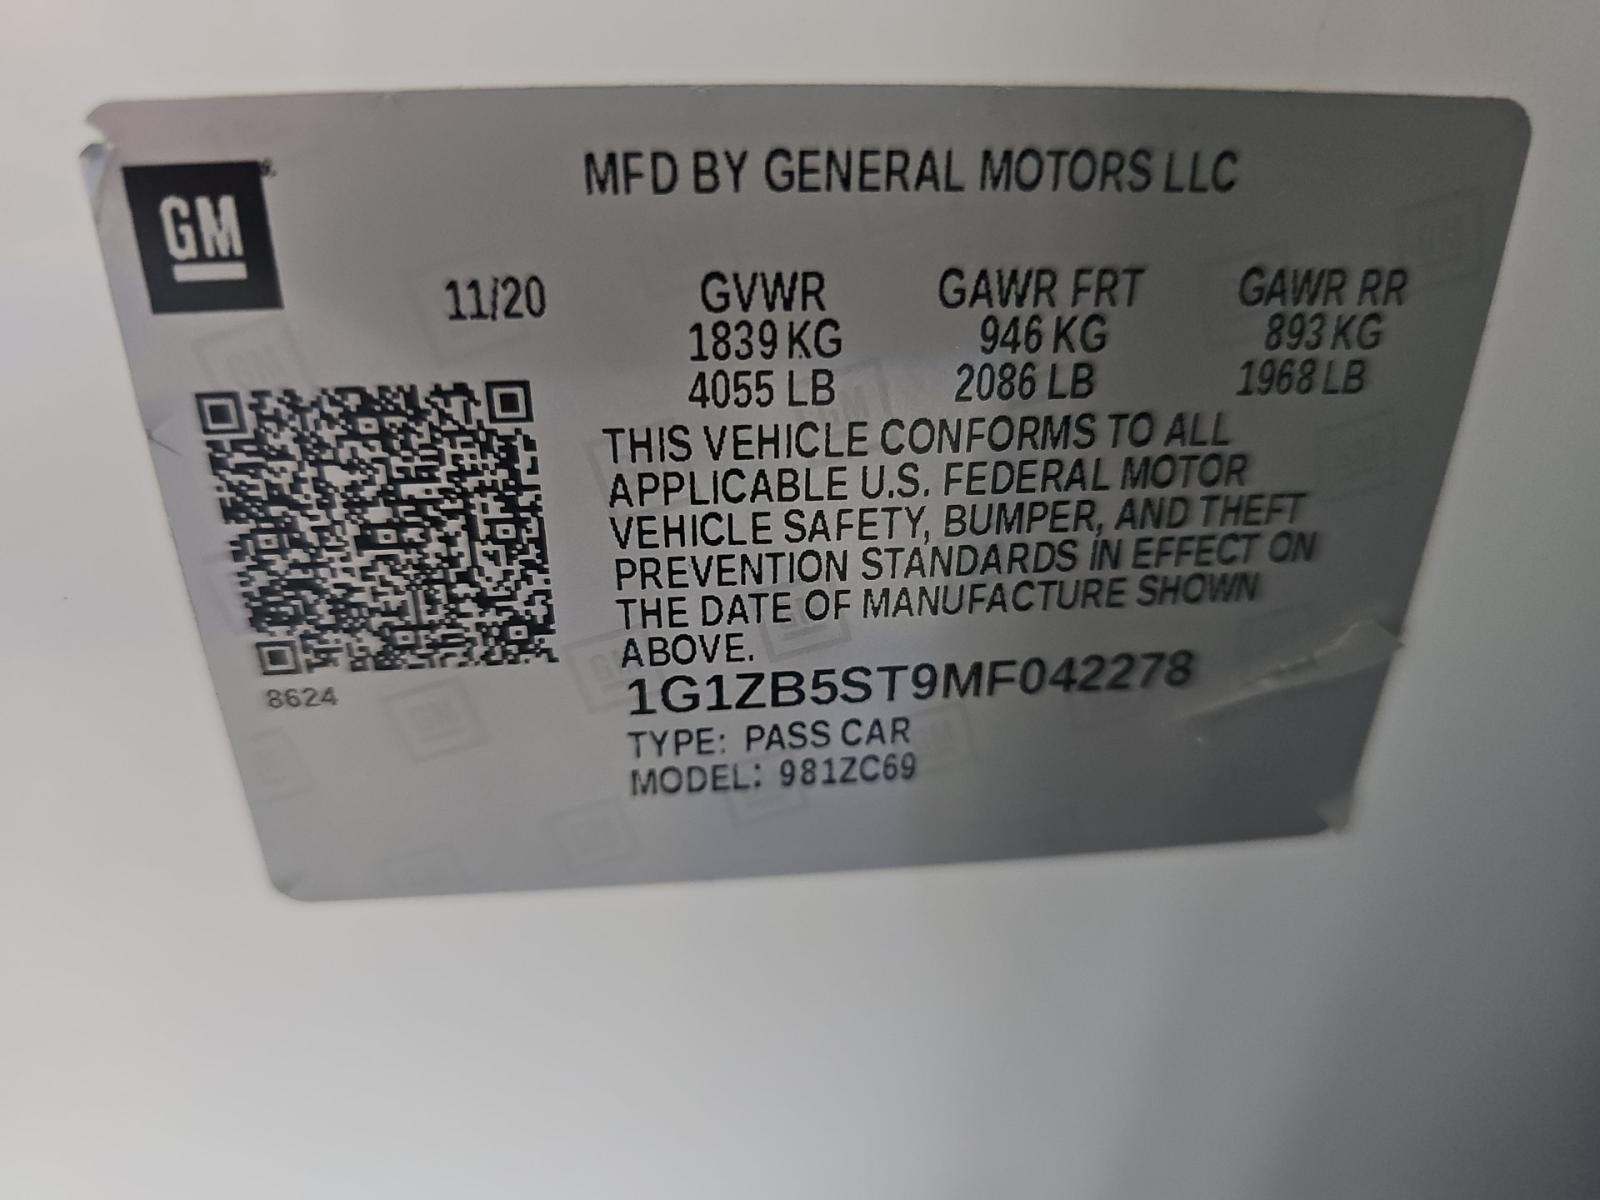 MFD BY GENERAL MOTORS LLC
GM
11/20 GVWR GAWR FRT GAWR RR
1839 KG 946 KG 893 KG
4055 LB 2086 LB 1968 LB
THIS VEHICLE CONFORMS TO ALL
APPLICABLE U.S. FEDERAL MOTOR
VEHICLE SAFETY, BUMPER, AND THEFT
PREVENTION STANDARDS IN EFFECT ON
THE DATE OF MANUFACTURE SHOWN
ABOVE.
8624
1G1ZB5ST9MF042278
TYPE: PASS CAR
MODEL: 981ZC69